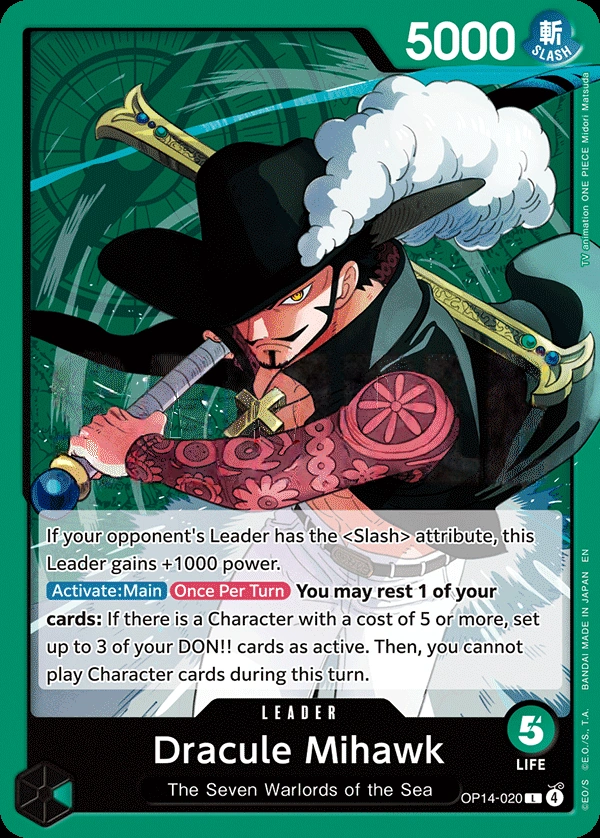 5000
斬
SLASH
TV animation ONE PIECE Midori Matsuda
If your opponent's Leader has the <Slash> attribute, this
Leader gains +1000 power.
Activate:Main Once Per Turn You may rest 1 of your
cards: If there is a Character with a cost of 5 or more, set
up to 3 of your DON!! cards as active. Then, you cannot
play Character cards during this turn.
LEADER
Dracule Mihawk
The Seven Warlords of the Sea
5
LIFE
OP14-020 L 4
©E.O/S ©E.O./S., T.A. BANDAI MADE IN JAPAN EN